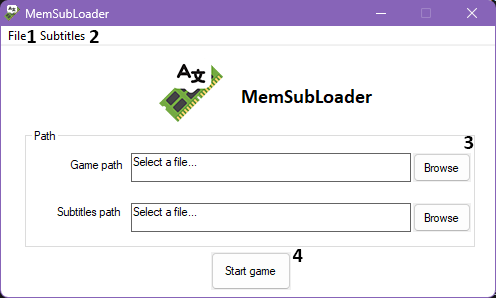 MemSubLoader
File 1 Subtitles 2
A文
MemSubLoader
Path
3
Game path Select a file... Browse
Subtitles path Select a file... Browse
4
Start game